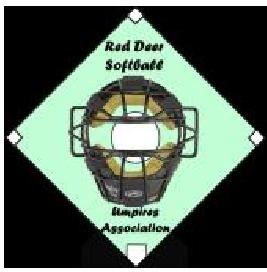 Red Deer
Softball
Umpires
Association